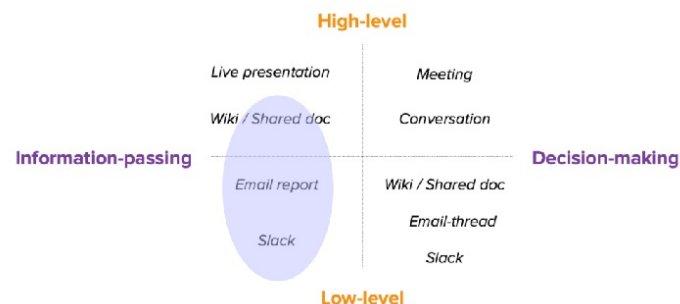 High-level
Live presentation
Meeting
Wiki / Shared doc
Conversation
Information-passing
Decision-making
Email report
Wiki / Shared doc
Email-thread
Slack
Slack
Low-level